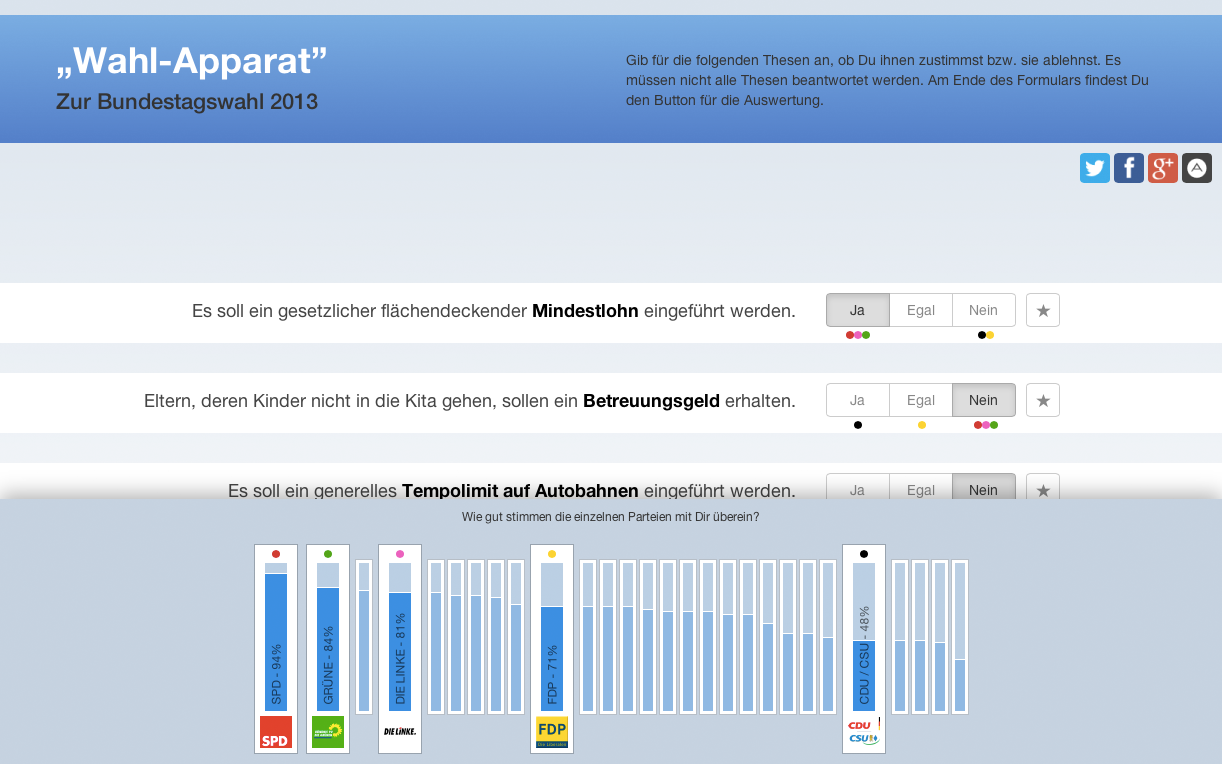 „Wahl-Apparat”
Zur Bundestagswahl 2013
Gib für die folgenden Thesen an, ob Du ihnen zustimmst bzw. sie ablehnst. Es
müssen nicht alle Thesen beantwortet werden. Am Ende des Formulars findest Du
den Button für die Auswertung.
Es soll ein gesetzlicher flächendeckender Mindestlohn eingeführt werden.
Ja Egal Nein
Eltern, deren Kinder nicht in die Kita gehen, sollen ein Betreuungsgeld erhalten.
Ja Egal Nein
Es soll ein generelles Tempolimit auf Autobahnen eingeführt werden.
Ja Egal Nein
Wie gut stimmen die einzelnen Parteien mit Dir überein?
SPD - 94%
GRÜNE - 84%
DIE LINKE - 81%
FDP - 71%
CDU / CSU - 48%
SPD
DIE LINKE.
FDP
CDU
CSU